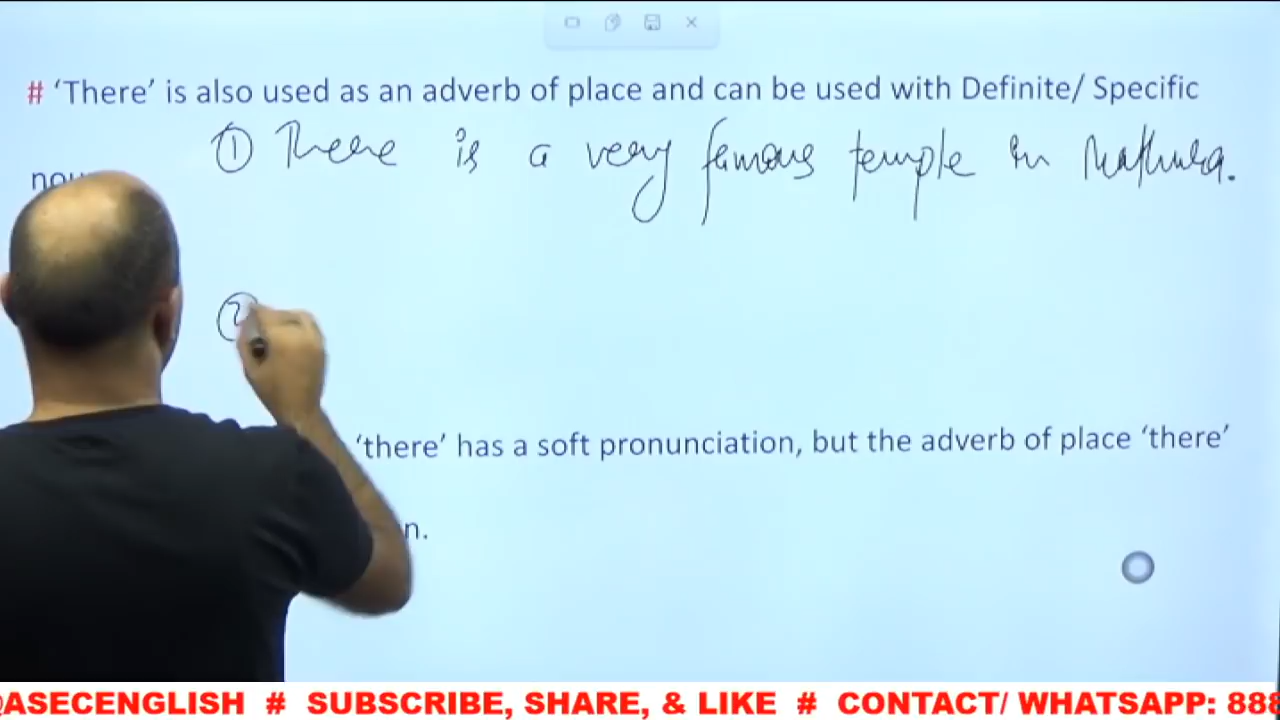 # ‘There’ is also used as an adverb of place and can be used with Definite/ Specific
① There is a very famous temple in Mathura.
②
‘there’ has a soft pronunciation, but the adverb of place ‘there’
n.
@ASECENGLISH # SUBSCRIBE, SHARE, & LIKE # CONTACT/ WHATSAPP: 888